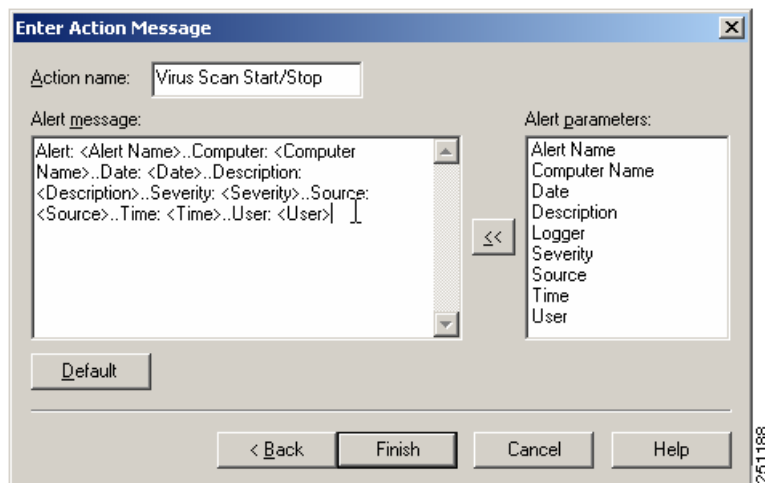 Enter Action Message
Action name: Virus Scan Start/Stop
Alert message:
Alert: <Alert Name>..Computer: <Computer
Name>..Date: <Date>..Description:
<Description>..Severity: <Severity>..Source:
<Source>..Time: <Time>..User: <User>
<<
Alert parameters:
Alert Name
Computer Name
Date
Description
Logger
Severity
Source
Time
User
Default
< Back
Finish
Cancel
Help
251188